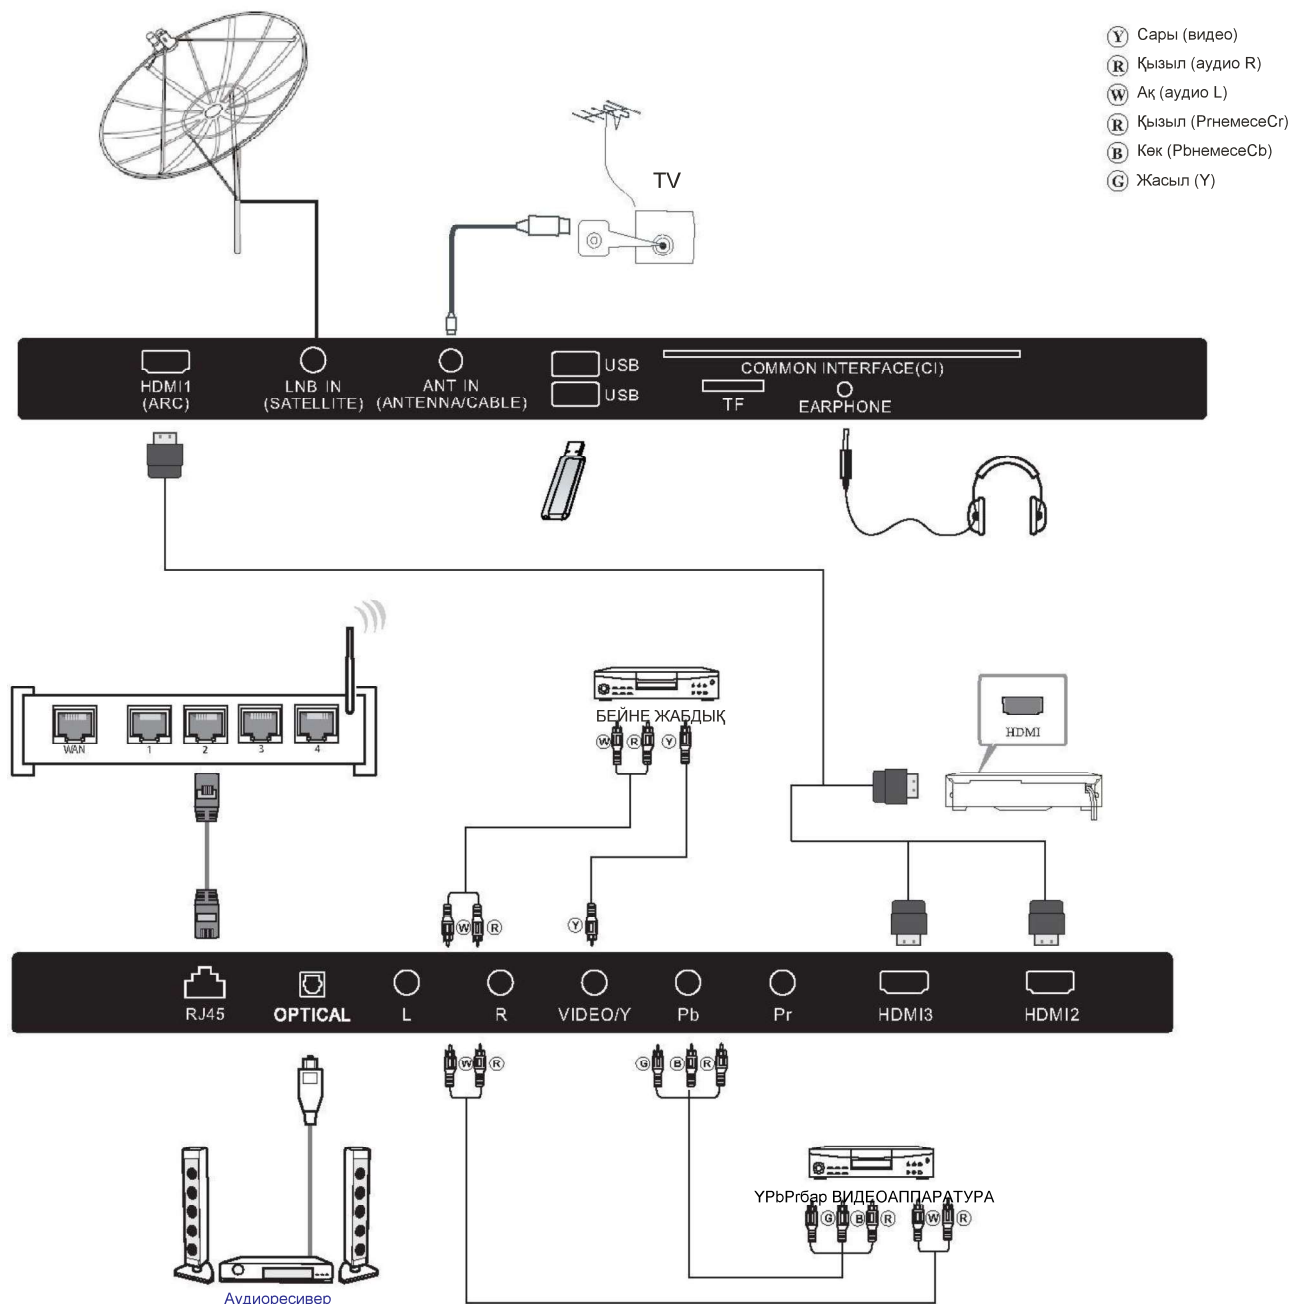 Y Сары (видео)
R Қызыл (аудио R)
W Ақ (аудио L)
R Қызыл (PrнемесеCr)
B Көк (PbнемесеCb)
G Жасыл (Y)
TV
HDMI1
(ARC)
LNB IN
(SATELLITE)
ANT IN
(ANTENNA/CABLE)
USB
USB
COMMON INTERFACE(CI)
TF
EARPHONE
WAN 1 2 3 4
БЕЙНЕ ЖАБДЫҚ
W R Y
HDMI
W R
Y
RJ45
OPTICAL
L
R
VIDEO/Y
Pb
Pr
HDMI3
HDMI2
W R
G B R
YPbPrбар ВИДЕОАППАРАТУРА
G B R W R
Аудиоресивер